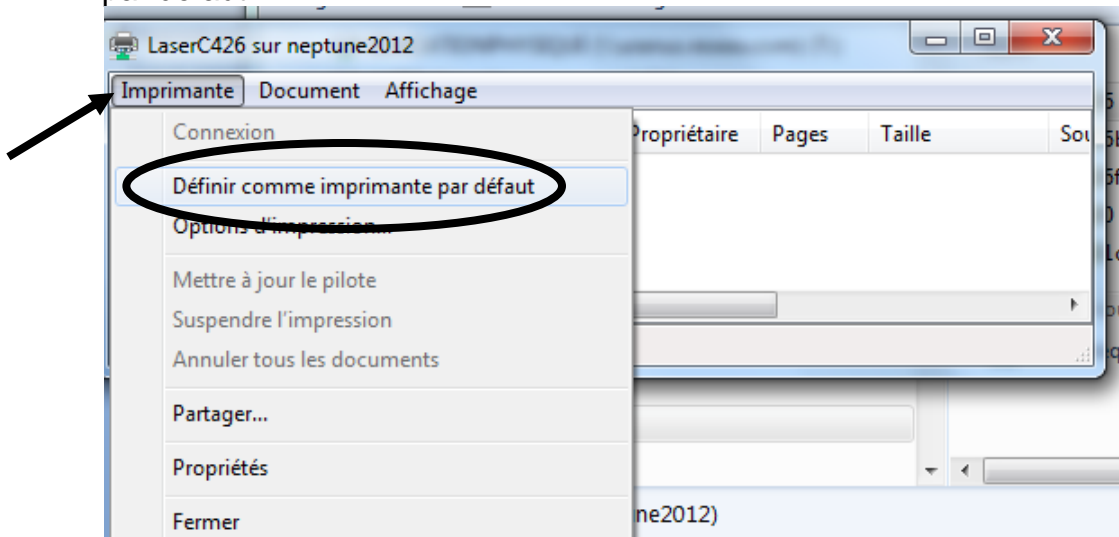 LaserC426 sur neptune2012
Imprimante Document Affichage
Connexion
Propriétaire Pages Taille
Définir comme imprimante par défaut
Options d'impression...
Mettre à jour le pilote
Suspendre l'impression
Annuler tous les documents
Partager...
Propriétés
Fermer
ne2012)